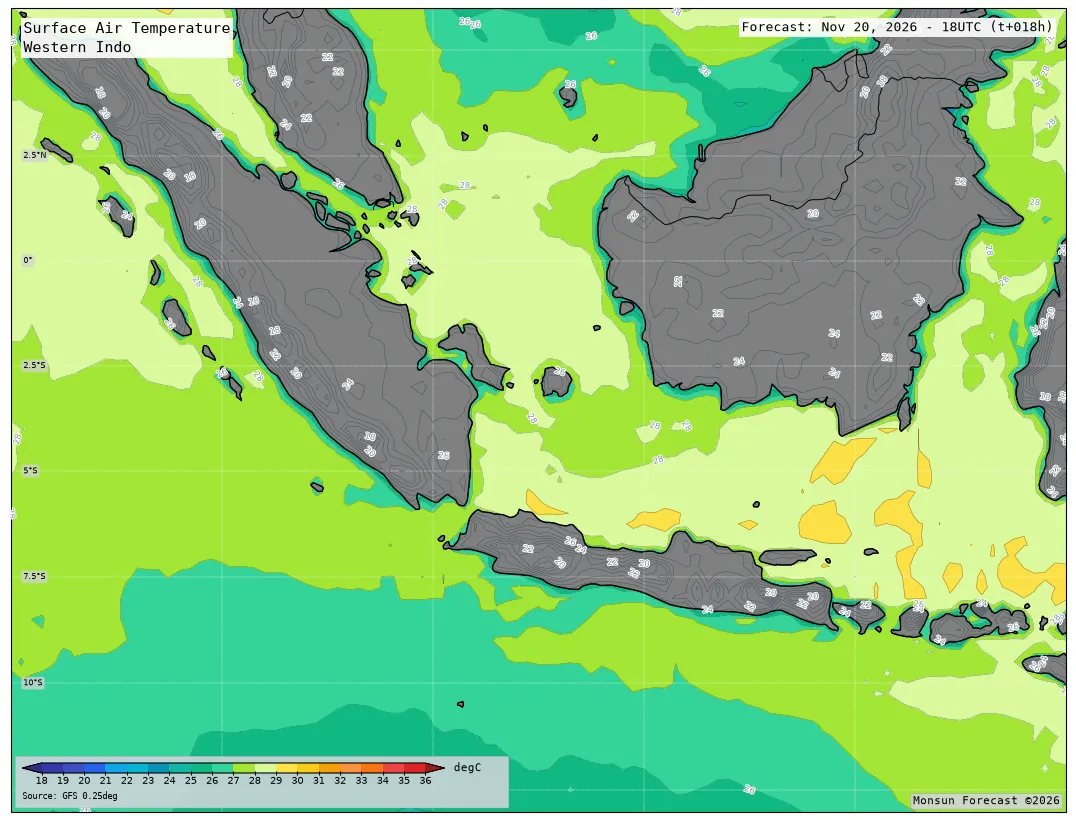 Surface Air Temperature
Western Indo
Forecast: Nov 20, 2026 - 18UTC (t+018h)
2.5°N
0°
2.5°S
5°S
7.5°S
10°S
degC
18 19 20 21 22 23 24 25 26 27 28 29 30 31 32 33 34 35 36
Source: GFS 0.25deg
Monsun Forecast ©2026